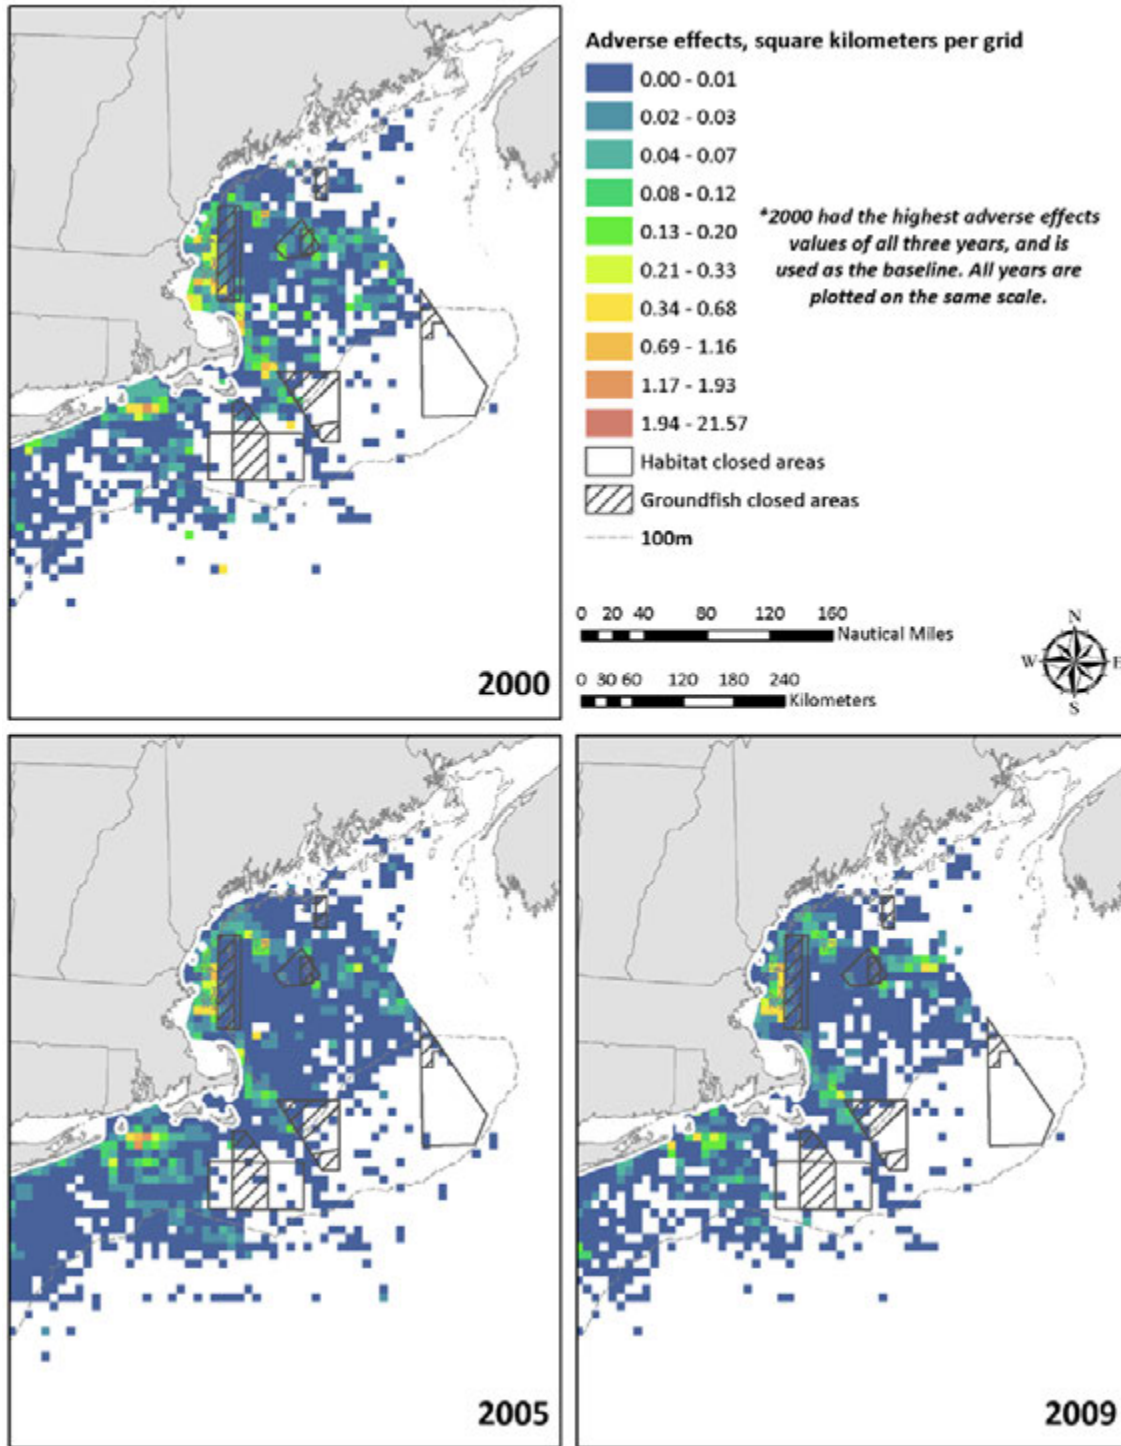 Adverse effects, square kilometers per grid
0.00 - 0.01
0.02 - 0.03
0.04 - 0.07
0.08 - 0.12
0.13 - 0.20
0.21 - 0.33
0.34 - 0.68
0.69 - 1.16
1.17 - 1.93
1.94 - 21.57
Habitat closed areas
Groundfish closed areas
100m
*2000 had the highest adverse effects
values of all three years, and is
used as the baseline. All years are
plotted on the same scale.
0 20 40 80 120 160
Nautical Miles
0 30 60 120 180 240
Kilometers
N
W E
S
2000
2005
2009